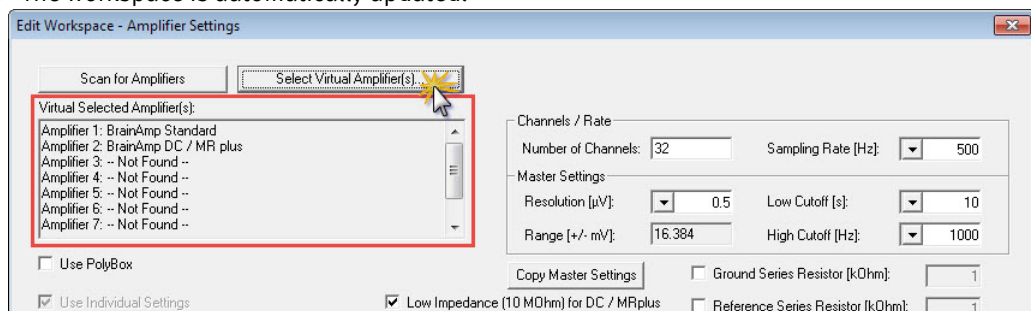 The workspace is automatically updated.
Edit Workspace - Amplifier Settings
Scan for Amplifiers
Select Virtual Amplifier(s)...
Virtual Selected Amplifier(s):
Amplifier 1: BrainAmp Standard
Amplifier 2: BrainAmp DC / MR plus
Amplifier 3: -- Not Found --
Amplifier 4: -- Not Found --
Amplifier 5: -- Not Found --
Amplifier 6: -- Not Found --
Amplifier 7: -- Not Found --
Channels / Rate
Number of Channels: 32 Sampling Rate [Hz]: 500
Master Settings
Resolution [µV]: 0.5 Low Cutoff [s]: 10
Range [+/- mV]: 16.384 High Cutoff [Hz]: 1000
Use PolyBox
Copy Master Settings Ground Series Resistor [kOhm]: 1
Use Individual Settings Low Impedance (10 MOhm) for DC / MRplus Reference Series Resistor [kOhm]: 1